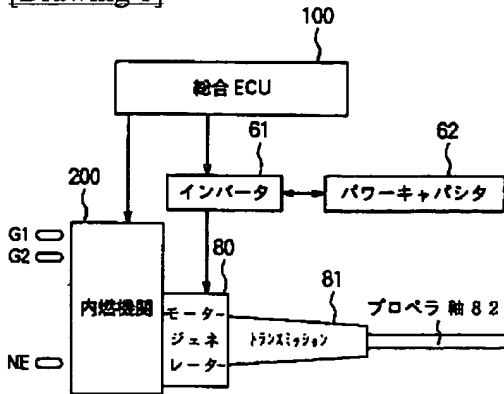 [Drawing 1]
100
総合ECU
61
62
インバータ
パワーキャパシタ
200
G1
G2
80
81
内燃機関
モーター
ジェネ
レーター
トランスミッション
プロペラ軸82
NE